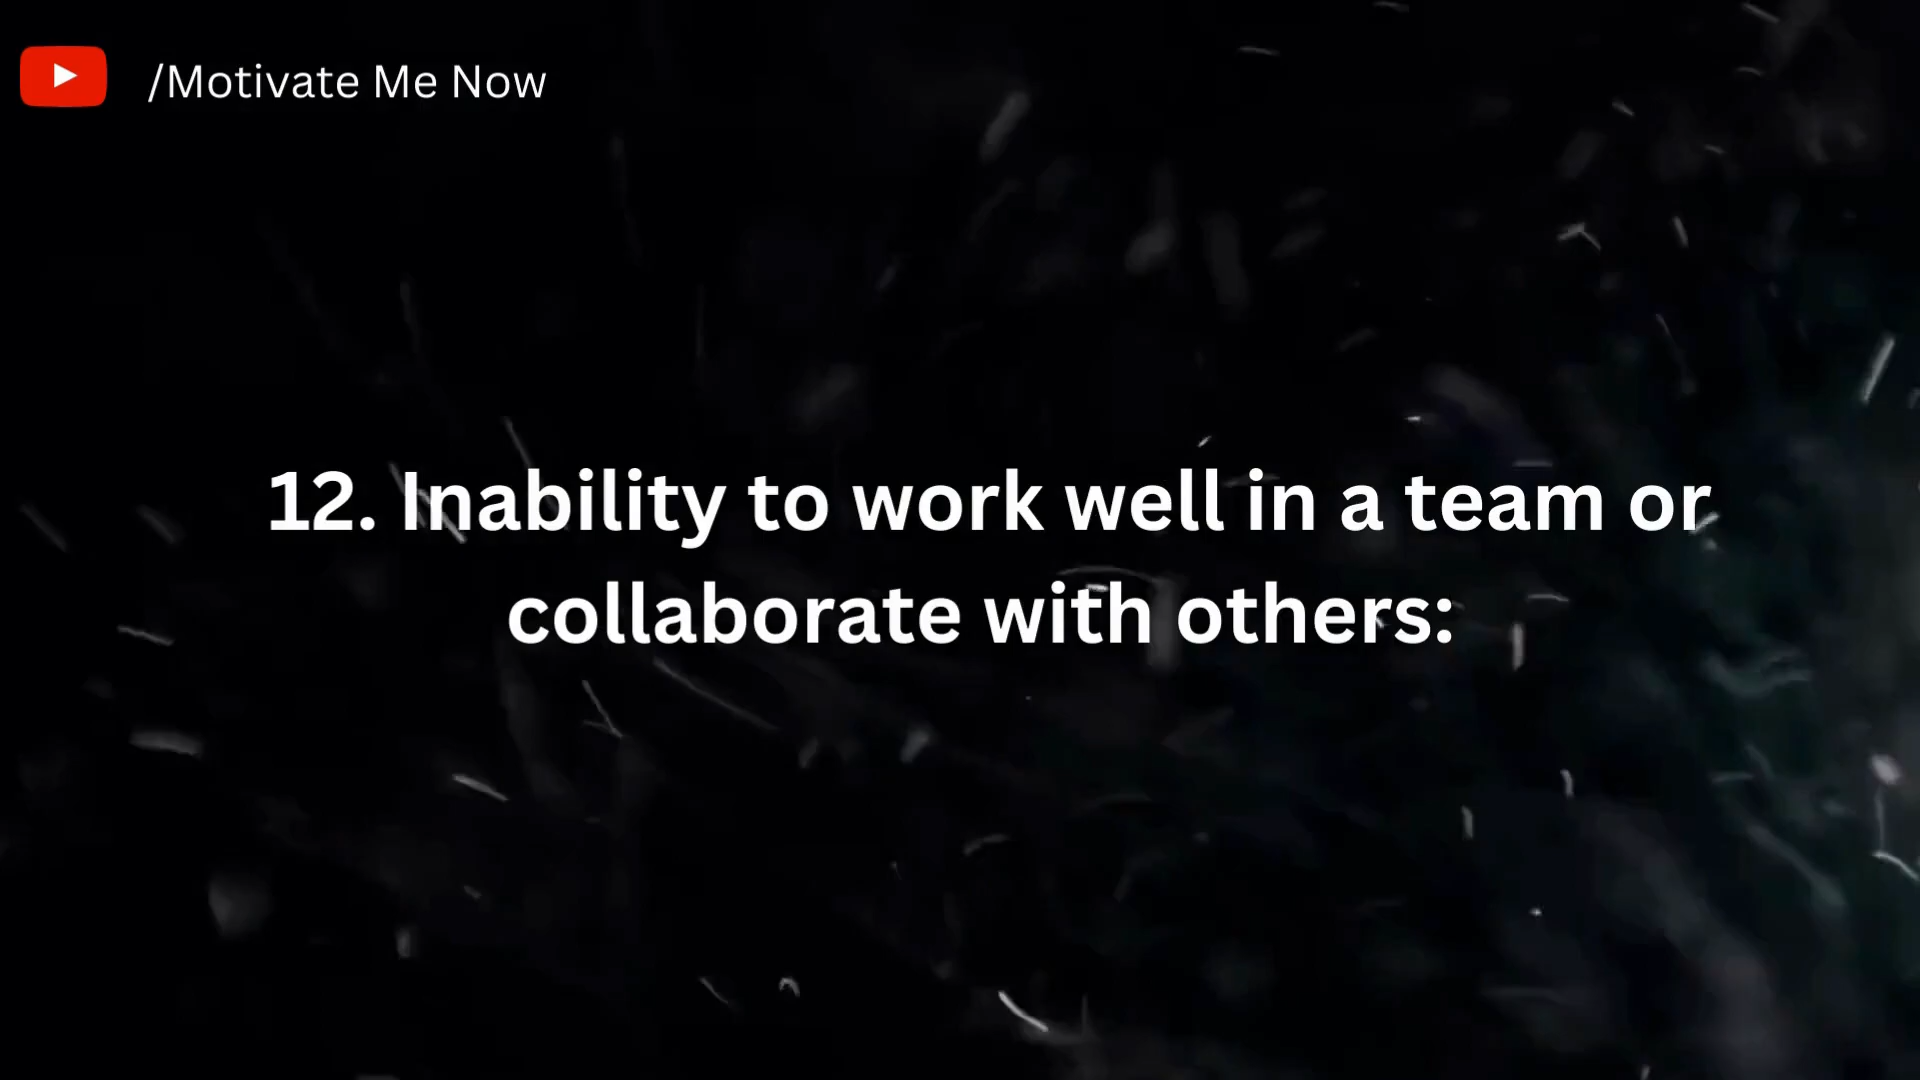 /Motivate Me Now
12. Inability to work well in a team or
collaborate with others: